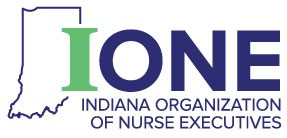 IONE
INDIANA ORGANIZATION
OF NURSE EXECUTIVES